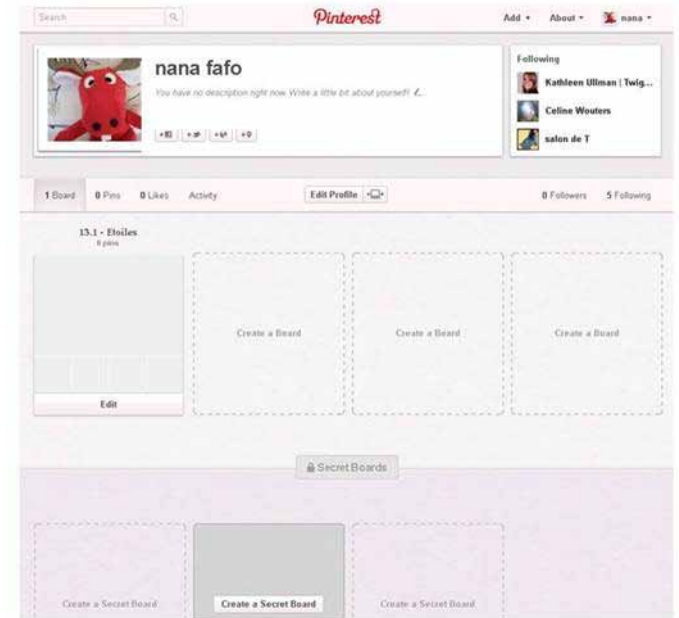 Search
Pinterest
Add
About
nana
nana fafo
You have no description right now. Write a little bit about yourself!
Following
Kathleen Ullman | Twig...
Celine Wouters
salon de T
1 Board
0 Pins
0 Likes
Activity
Edit Profile
0 Followers
5 Following
13.1 - Etoiles
0 pins
Create a Board
Create a Board
Create a Board
Edit
Secret Boards
Create a Secret Board
Create a Secret Board
Create a Secret Board